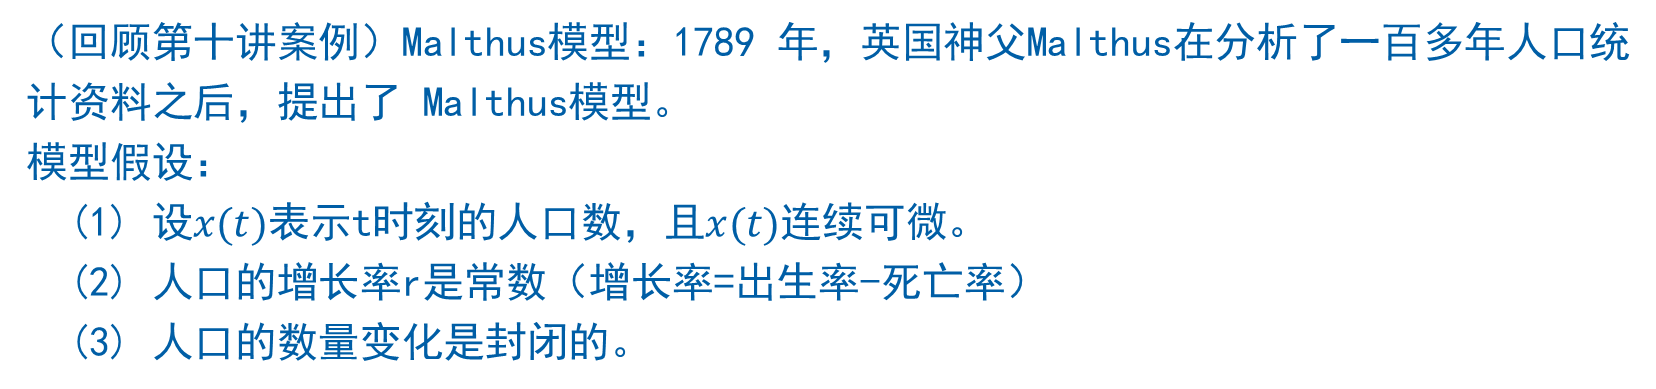 （回顾第十讲案例）Malthus模型：1789 年，英国神父Malthus在分析了一百多年人口统
计资料之后，提出了 Malthus模型。
模型假设：
(1) 设x(t)表示t时刻的人口数，且x(t)连续可微。
(2) 人口的增长率r是常数（增长率=出生率-死亡率）
(3) 人口的数量变化是封闭的。